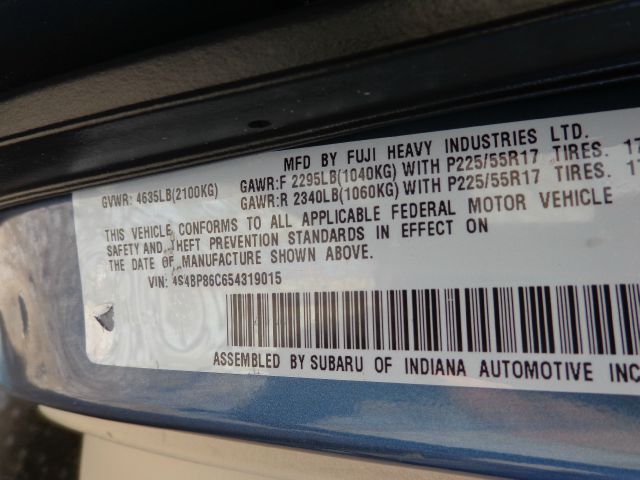 MFD BY FUJI HEAVY INDUSTRIES LTD.
GVWR: 4635LB(2100KG) GAWR:F 2295LB(1040KG) WITH P225/55R17 TIRES. 17
GAWR:R 2340LB(1060KG) WITH P225/55R17 TIRES.
THIS VEHICLE CONFORMS TO ALL APPLICABLE FEDERAL MOTOR VEHICLE
SAFETY AND THEFT PREVENTION STANDARDS IN EFFECT ON
THE DATE OF MANUFACTURE SHOWN ABOVE.
VIN: 4S4BP86C654319015
ASSEMBLED BY SUBARU OF INDIANA AUTOMOTIVE INC